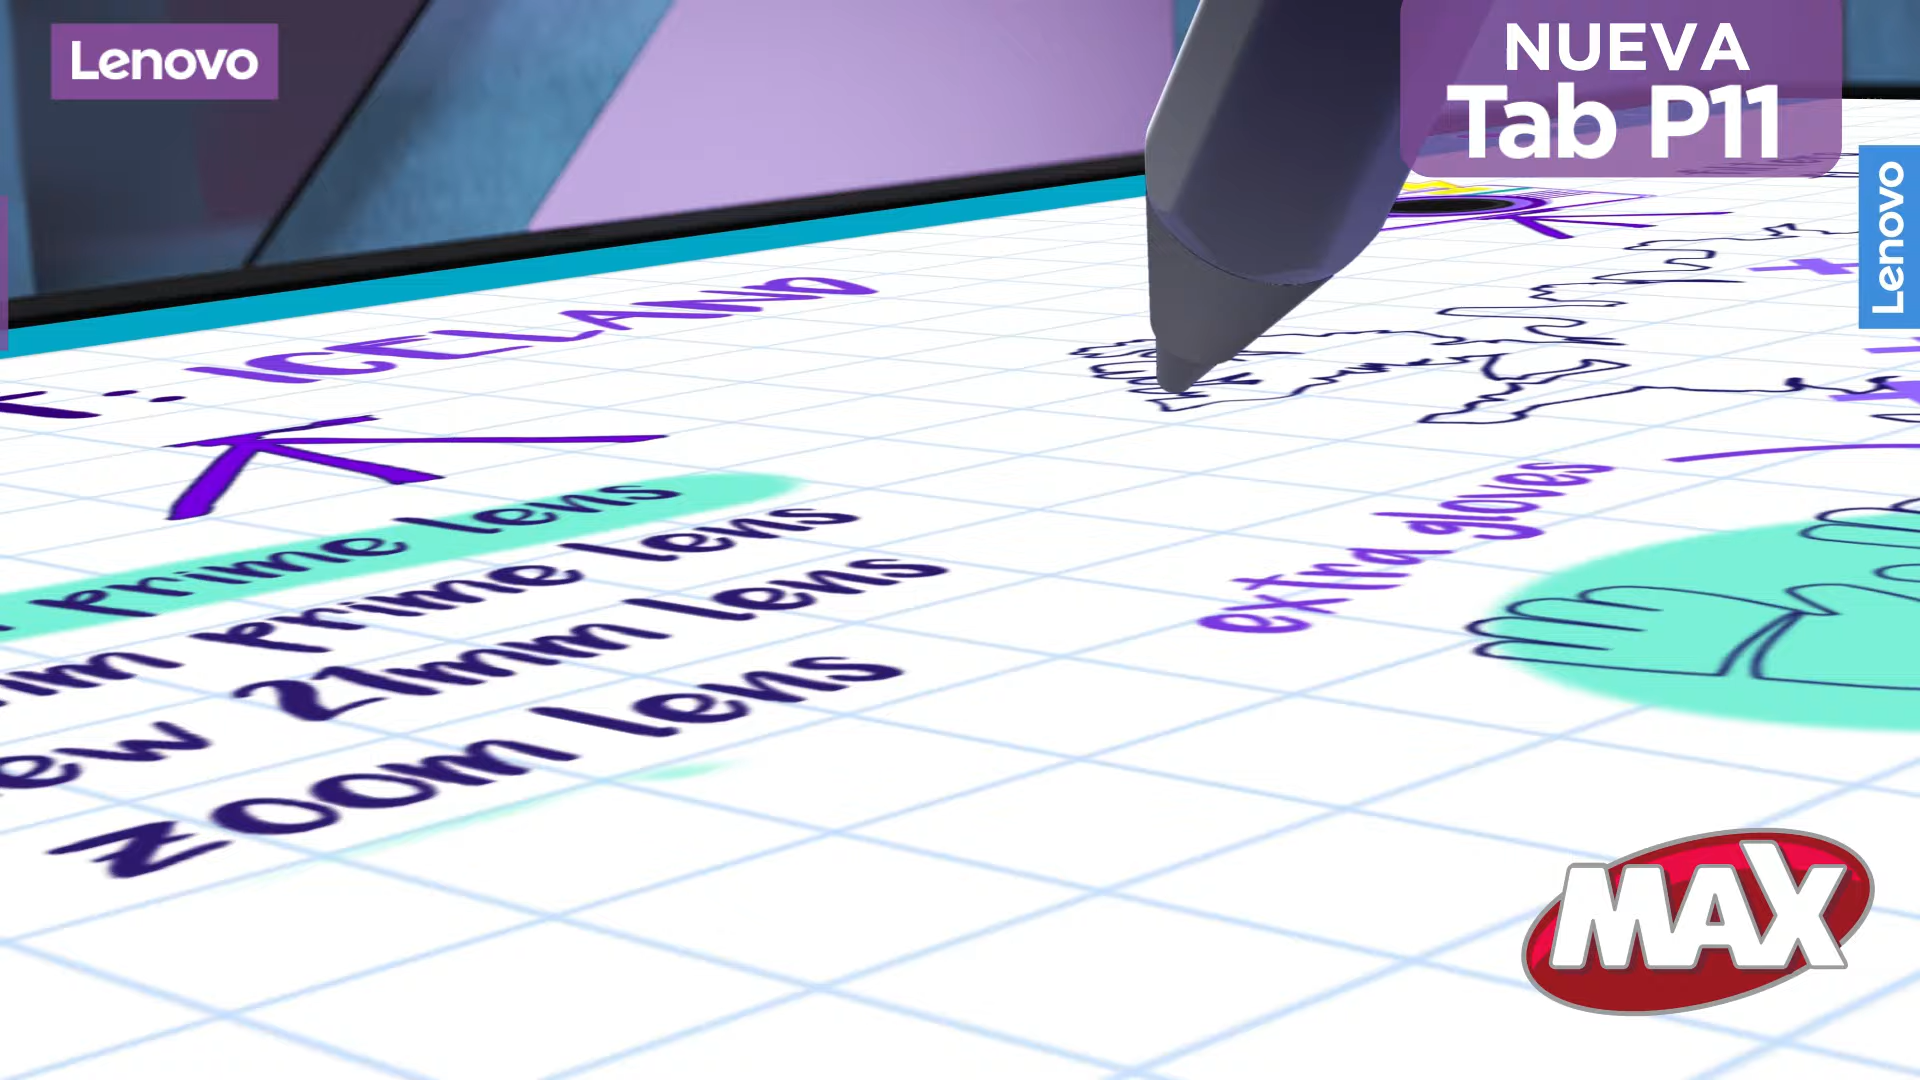 Lenovo
NUEVA
Tab P11
Lenovo
T: ICELAND
Prime lens
Prime lens
21mm lens
zoom lens
extra gloves
MAX